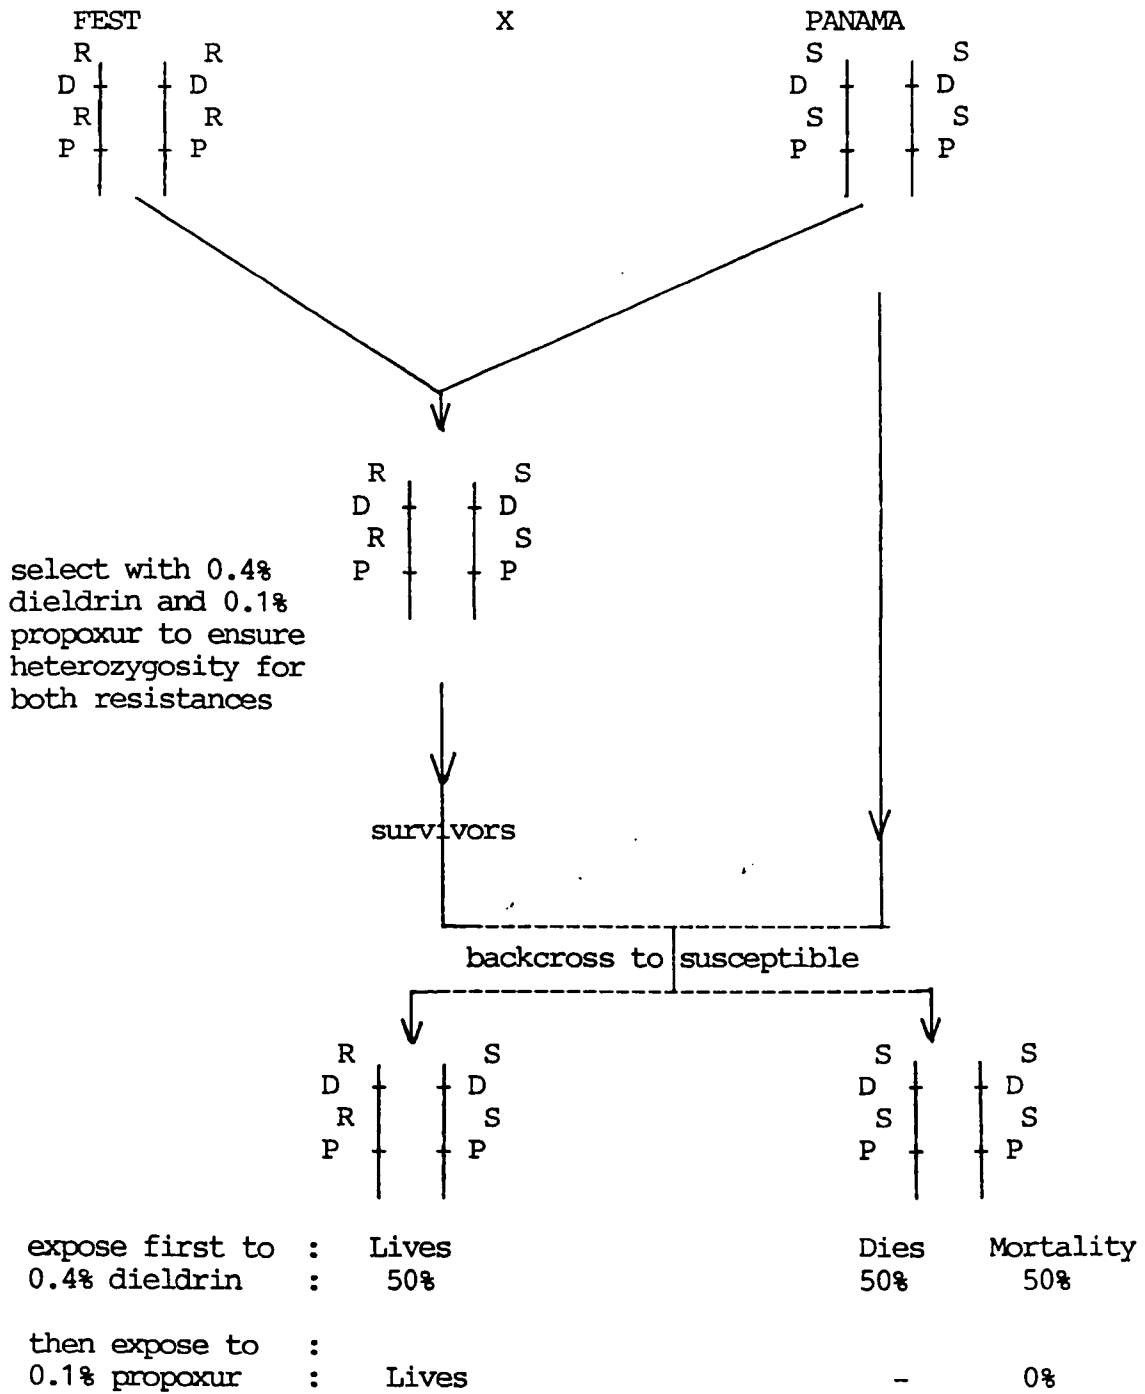 FEST X PANAMA
R R S S
D D D D
R R S S
P P P P
R S
D D
R S
P P
select with 0.4%
dieldrin and 0.1%
propoxur to ensure
heterozygosity for
both resistances
survivors
backcross to susceptible
R S S S
D D D D
R S S S
P P P P
expose first to : Lives Dies Mortality
0.4% dieldrin : 50% 50% 50%
then expose to :
0.1% propoxur : Lives - 0%